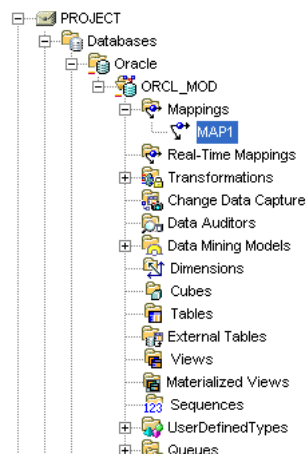 PROJECT
Databases
Oracle
ORCL_MOD
Mappings
MAP1
Real-Time Mappings
Transformations
Change Data Capture
Data Auditors
Data Mining Models
Dimensions
Cubes
Tables
External Tables
Views
Materialized Views
123 Sequences
UserDefinedTypes
Queues